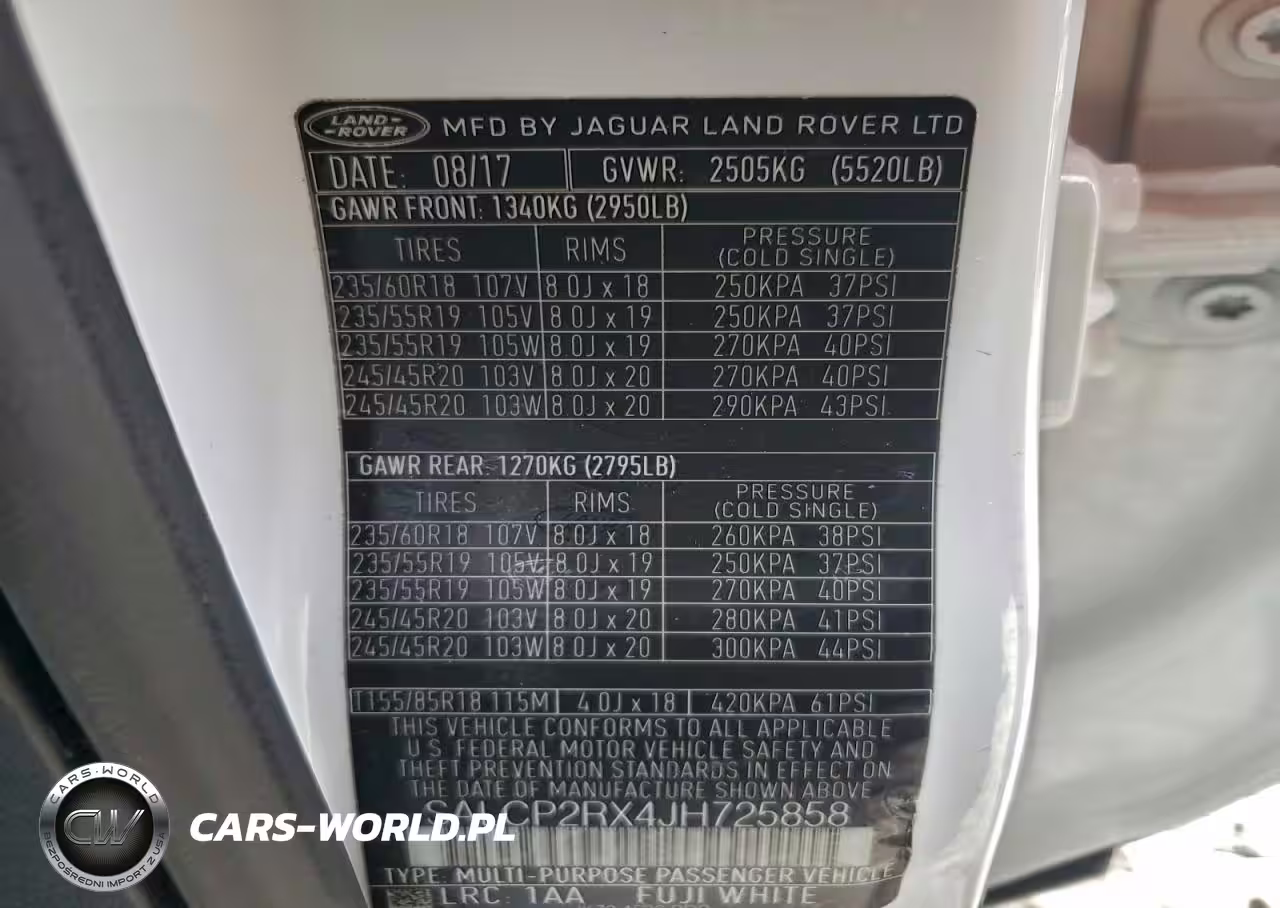 LAND-
-ROVER
MFD BY JAGUAR LAND ROVER LTD
DATE: 08/17 GVWR: 2505KG (5520LB)
GAWR FRONT: 1340KG (2950LB)
TIRES RIMS PRESSURE
(COLD SINGLE)
235/60R18 107V 8.0J x 18 250KPA 37PSI
235/55R19 105V 8.0J x 19 250KPA 37PSI
235/55R19 105W 8.0J x 19 270KPA 40PSI
245/45R20 103V 8.0J x 20 270KPA 40PSI
245/45R20 103W 8.0J x 20 290KPA 43PSI
GAWR REAR: 1270KG (2795LB)
TIRES RIMS PRESSURE
(COLD SINGLE)
235/60R18 107V 8.0J x 18 260KPA 38PSI
235/55R19 105V 8.0J x 19 250KPA 37PSI
235/55R19 105W 8.0J x 19 270KPA 40PSI
245/45R20 103V 8.0J x 20 280KPA 41PSI
245/45R20 103W 8.0J x 20 300KPA 44PSI
T155/85R18 115M 4.0J x 18 420KPA 61PSI
THIS VEHICLE CONFORMS TO ALL APPLICABLE
U.S. FEDERAL MOTOR VEHICLE SAFETY AND
THEFT PREVENTION STANDARDS IN EFFECT ON
THE DATE OF MANUFACTURE SHOWN ABOVE
SALCP2RX4JH725858
TYPE: MULTI-PURPOSE PASSENGER VEHICLE
LRC: 1AA FUJI WHITE
CARS-WORLD
CW
BEZPOŚREDNI IMPORT Z USA
CARS-WORLD.PL